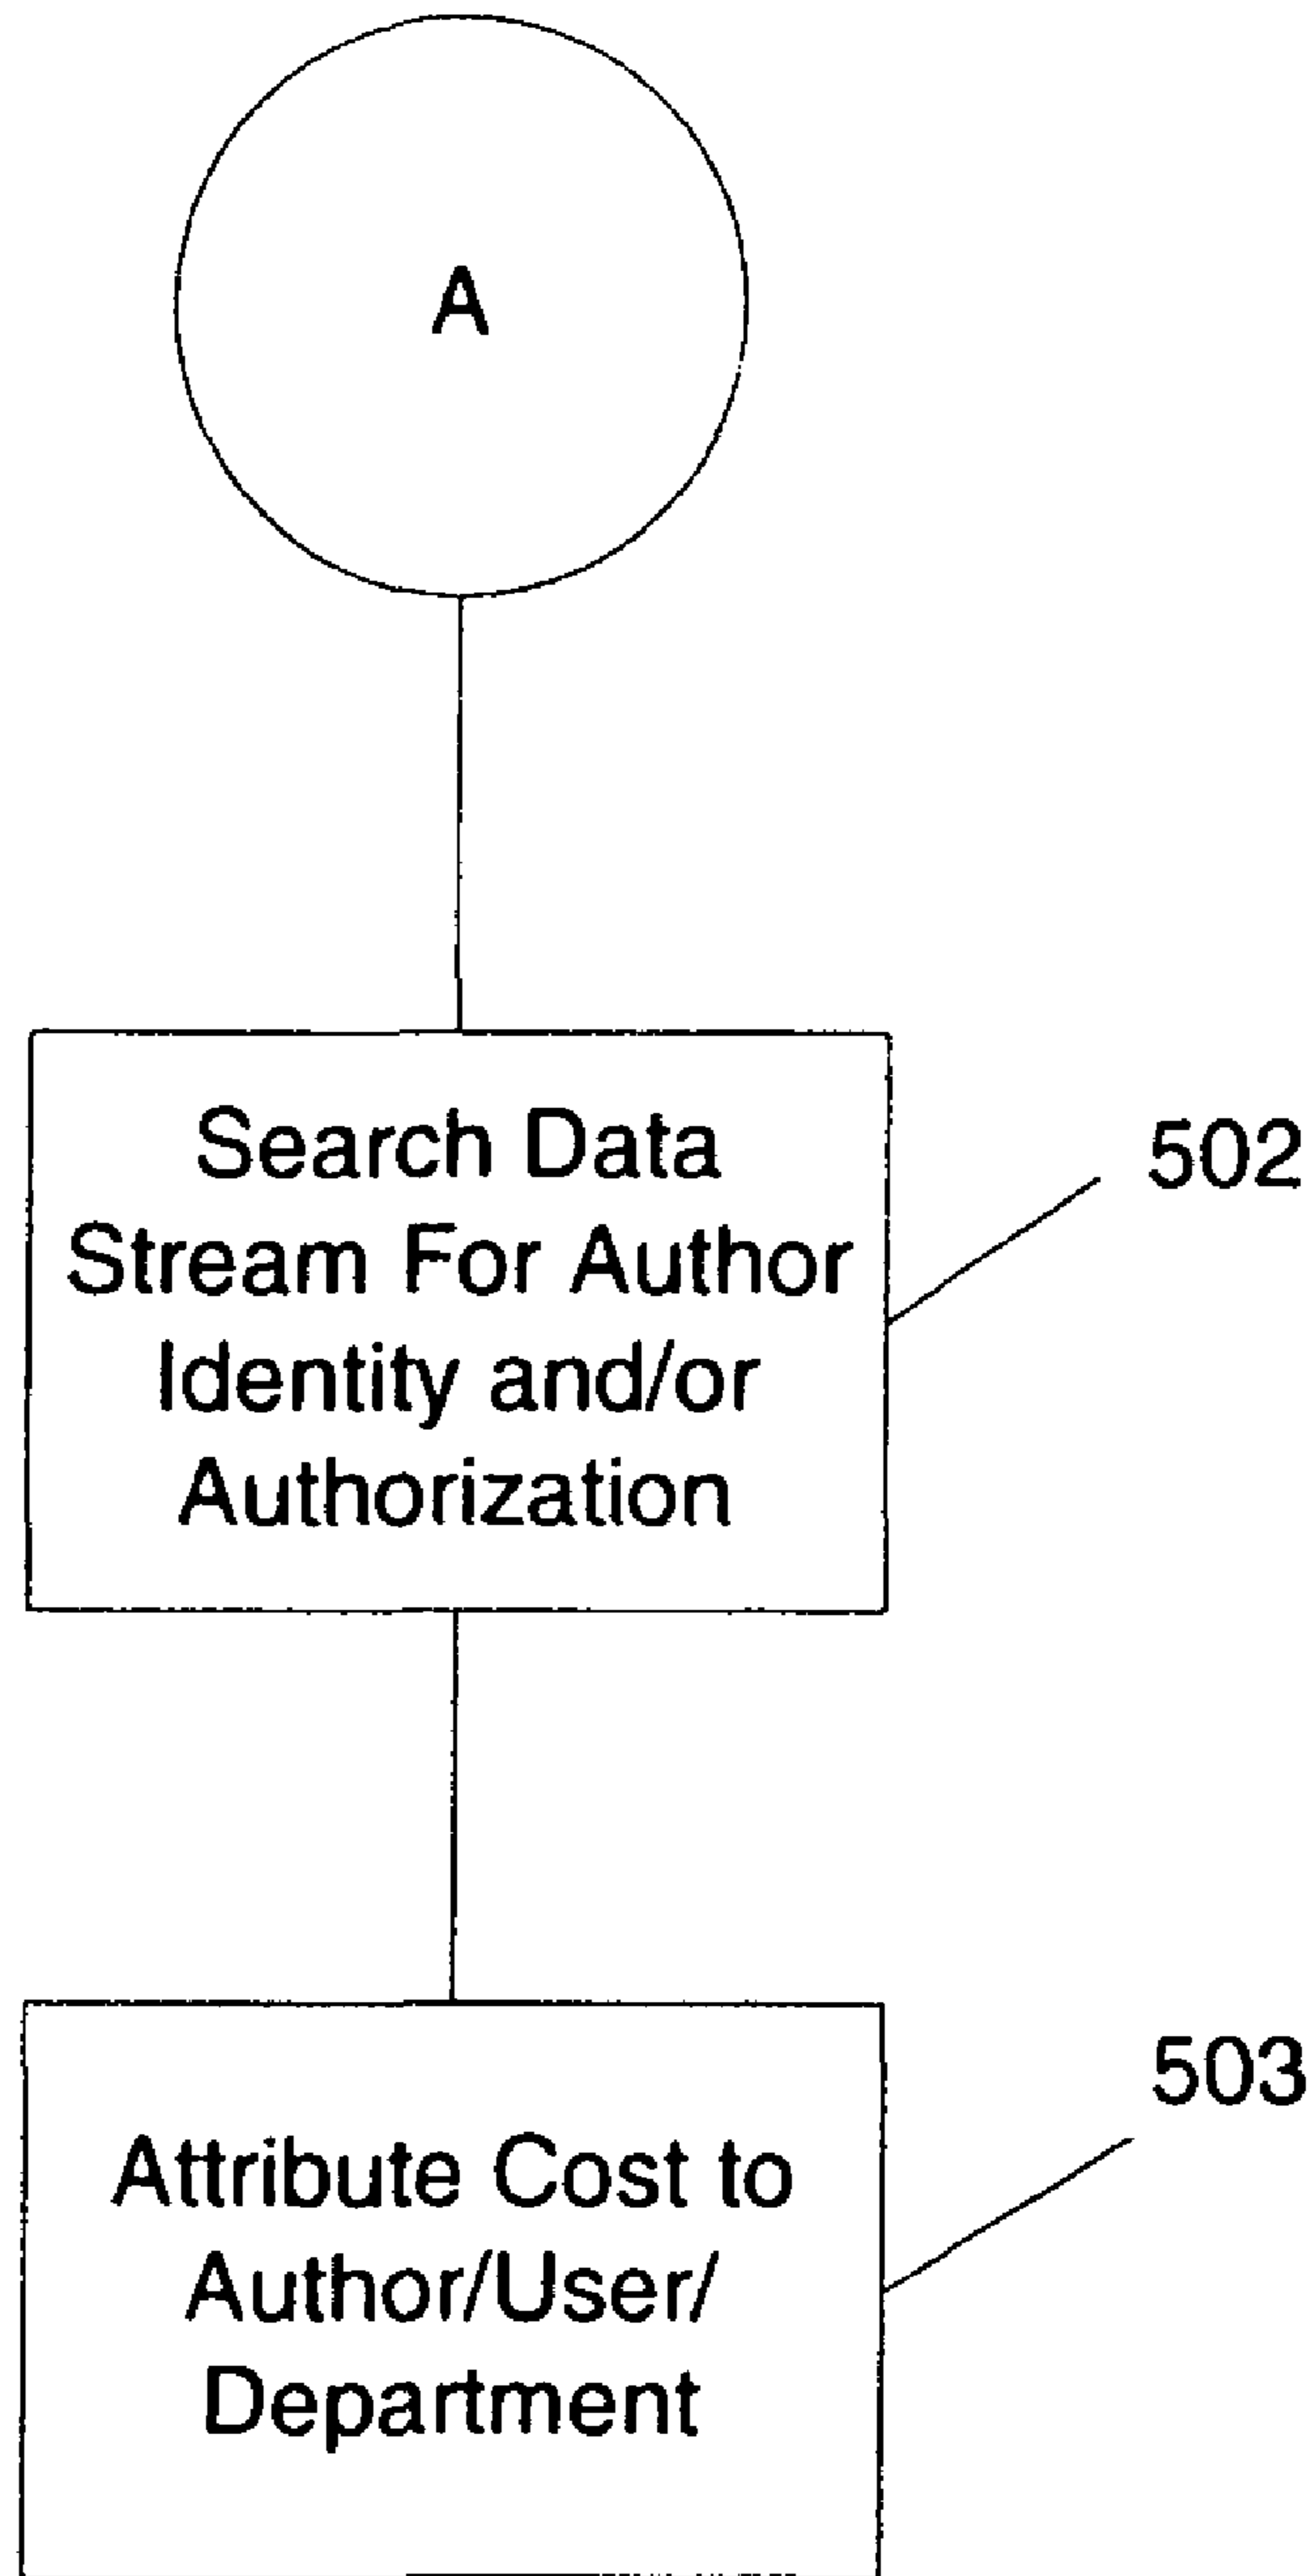 A
Search Data
Stream For Author
Identity and/or
Authorization
502
Attribute Cost to
Author/User/
Department
503